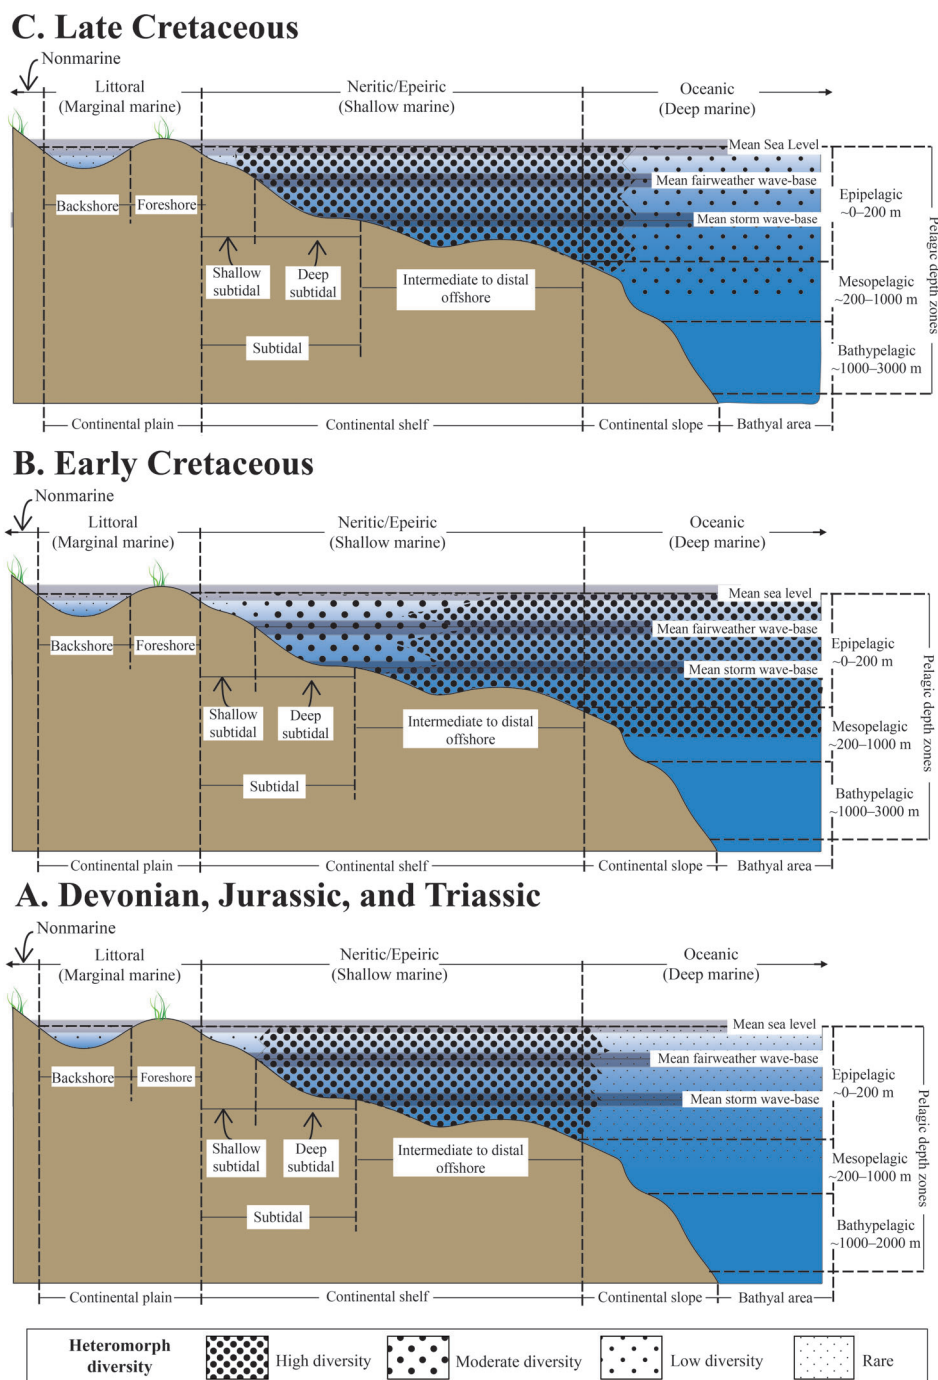 C. Late Cretaceous
Nonmarine
Littoral
(Marginal marine)
Neritic/Epeiric
(Shallow marine)
Oceanic
(Deep marine)
Mean Sea Level
Mean fairweather wave-base
Mean storm wave-base
Backshore
Foreshore
Shallow
subtidal
Deep
subtidal
Intermediate to distal
offshore
Subtidal
Epipelagic
~0–200 m
Mesopelagic
~200–1000 m
Bathypelagic
~1000–3000 m
Pelagic depth zones
Continental plain
Continental shelf
Continental slope
Bathyal area
B. Early Cretaceous
Nonmarine
Littoral
(Marginal marine)
Neritic/Epeiric
(Shallow marine)
Oceanic
(Deep marine)
Mean sea level
Mean fairweather wave-base
Mean storm wave-base
Backshore
Foreshore
Shallow
subtidal
Deep
subtidal
Intermediate to distal
offshore
Subtidal
Epipelagic
~0–200 m
Mesopelagic
~200–1000 m
Bathypelagic
~1000–3000 m
Pelagic depth zones
Continental plain
Continental shelf
Continental slope
Bathyal area
A. Devonian, Jurassic, and Triassic
Nonmarine
Littoral
(Marginal marine)
Neritic/Epeiric
(Shallow marine)
Oceanic
(Deep marine)
Mean sea level
Mean fairweather wave-base
Mean storm wave-base
Backshore
Foreshore
Shallow
subtidal
Deep
subtidal
Intermediate to distal
offshore
Subtidal
Epipelagic
~0–200 m
Mesopelagic
~200–1000 m
Bathypelagic
~1000–2000 m
Pelagic depth zones
Continental plain
Continental shelf
Continental slope
Bathyal area
Heteromorph
diversity
High diversity
Moderate diversity
Low diversity
Rare